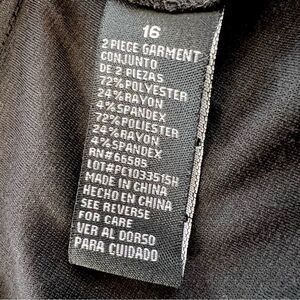 16
2 PIECE GARMENT
CONJUNTO
DE 2 PIEZAS
72%POLYESTER
24%RAYON
4%SPANDEX
72%POLIESTER
24%RAYON
4%SPANDEX
RN#66585
LOT#PC1033515H
MADE IN CHINA
HECHO EN CHINA
SEE REVERSE
FOR CARE
VER AL DORSO
PARA CUIDADO